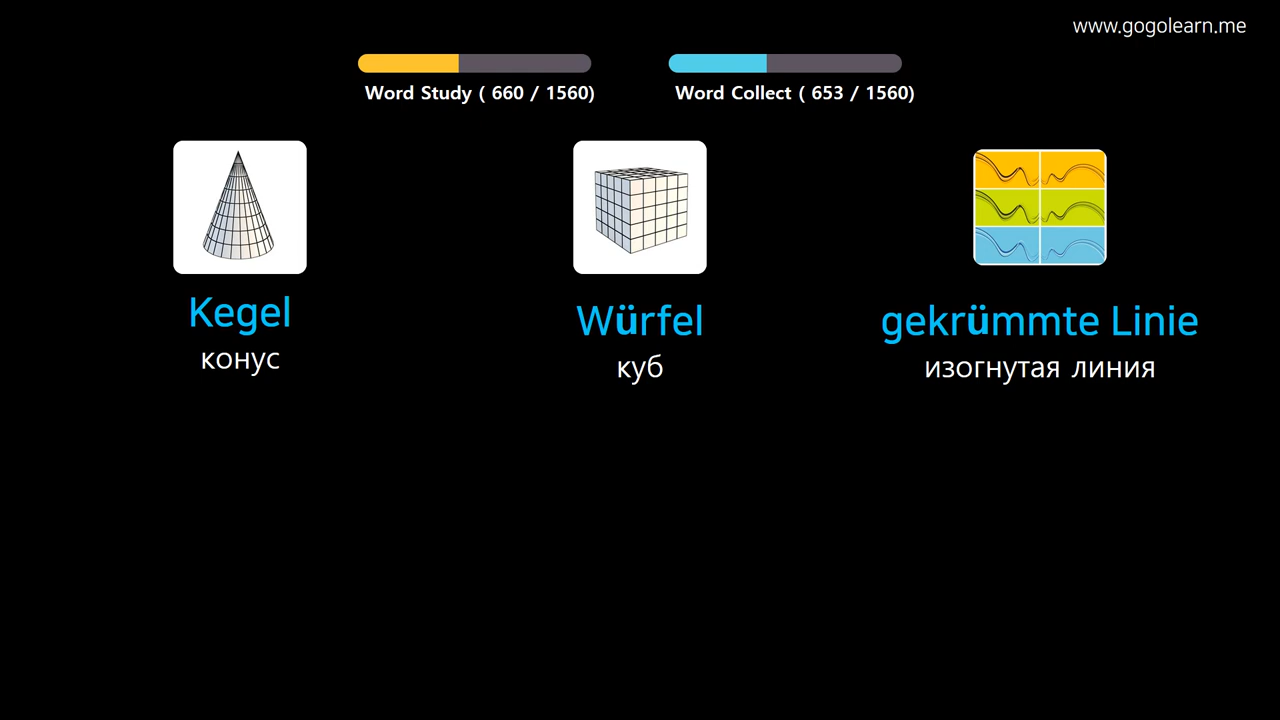 www.gogolearn.me
Word Study ( 660 / 1560)
Word Collect ( 653 / 1560)
Kegel
конус
Würfel
куб
gekrümmte Linie
изогнутая линия